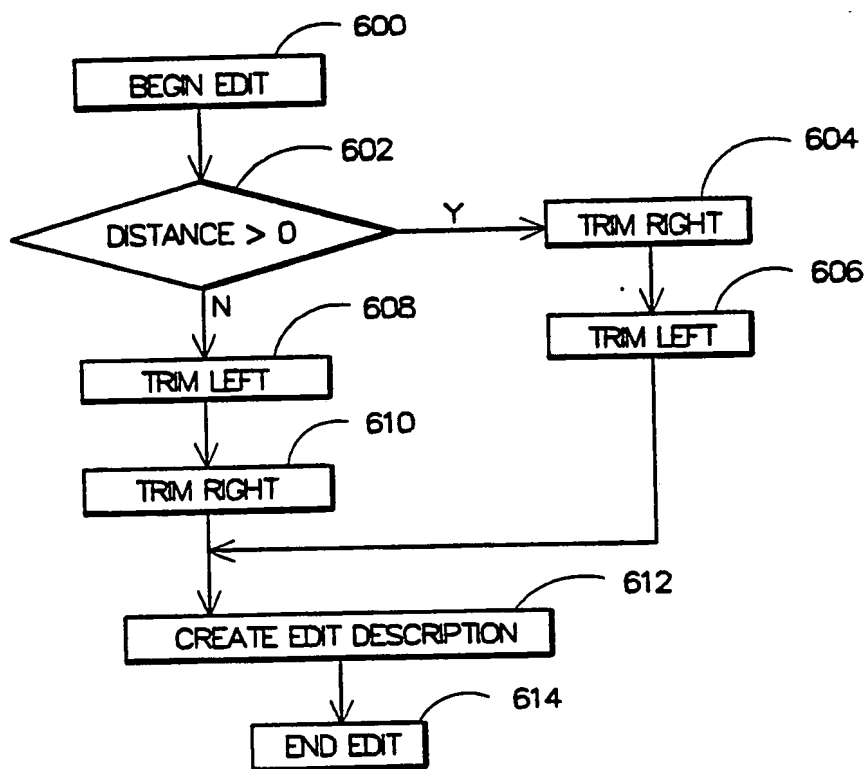 600
BEGIN EDIT
602
DISTANCE > 0
Y
604
TRIM RIGHT
606
TRIM LEFT
N
608
TRIM LEFT
610
TRIM RIGHT
612
CREATE EDIT DESCRIPTION
614
END EDIT